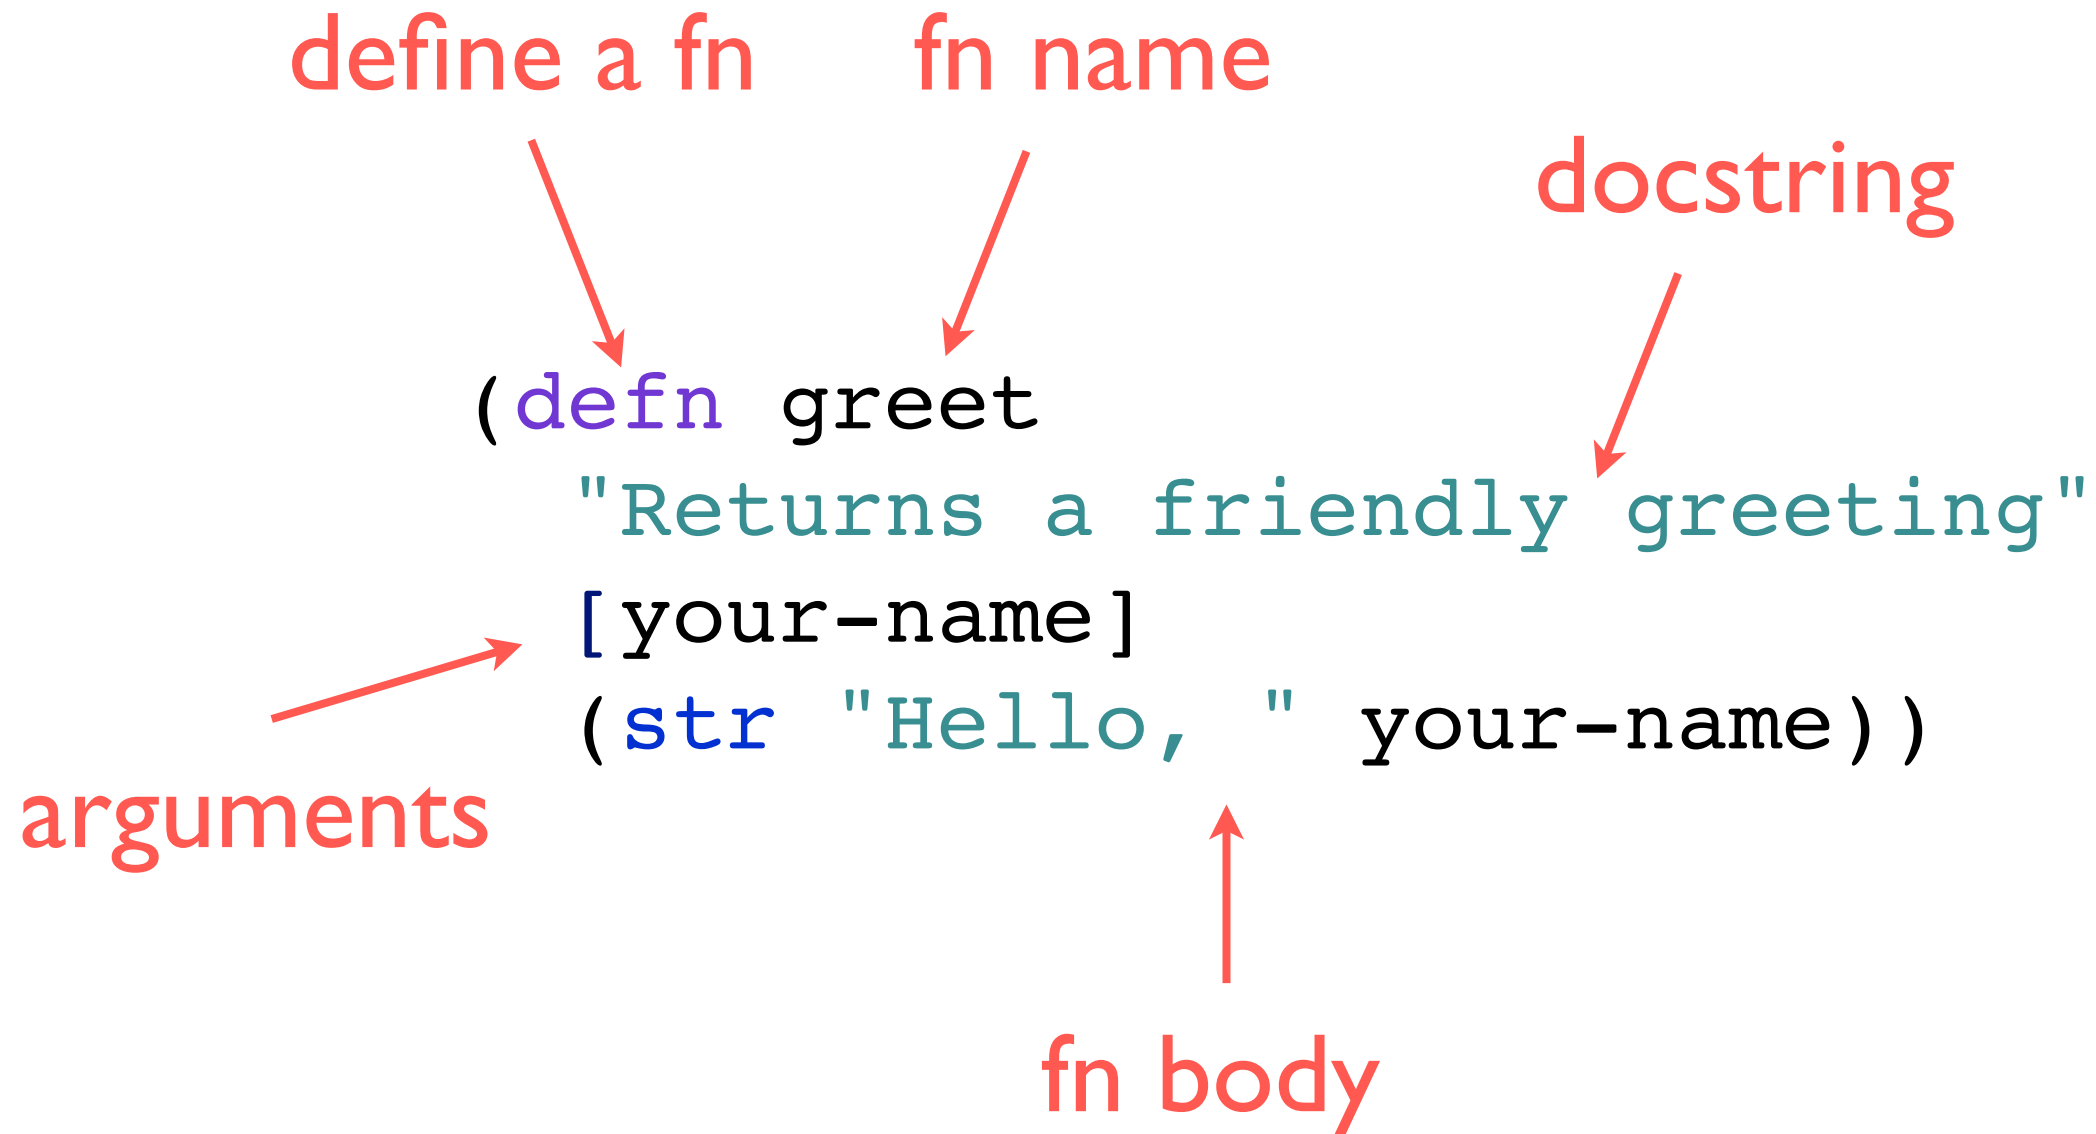 define a fn
fn name
docstring
(defn greet
"Returns a friendly greeting"
[your-name]
(str "Hello, " your-name))
arguments
fn body